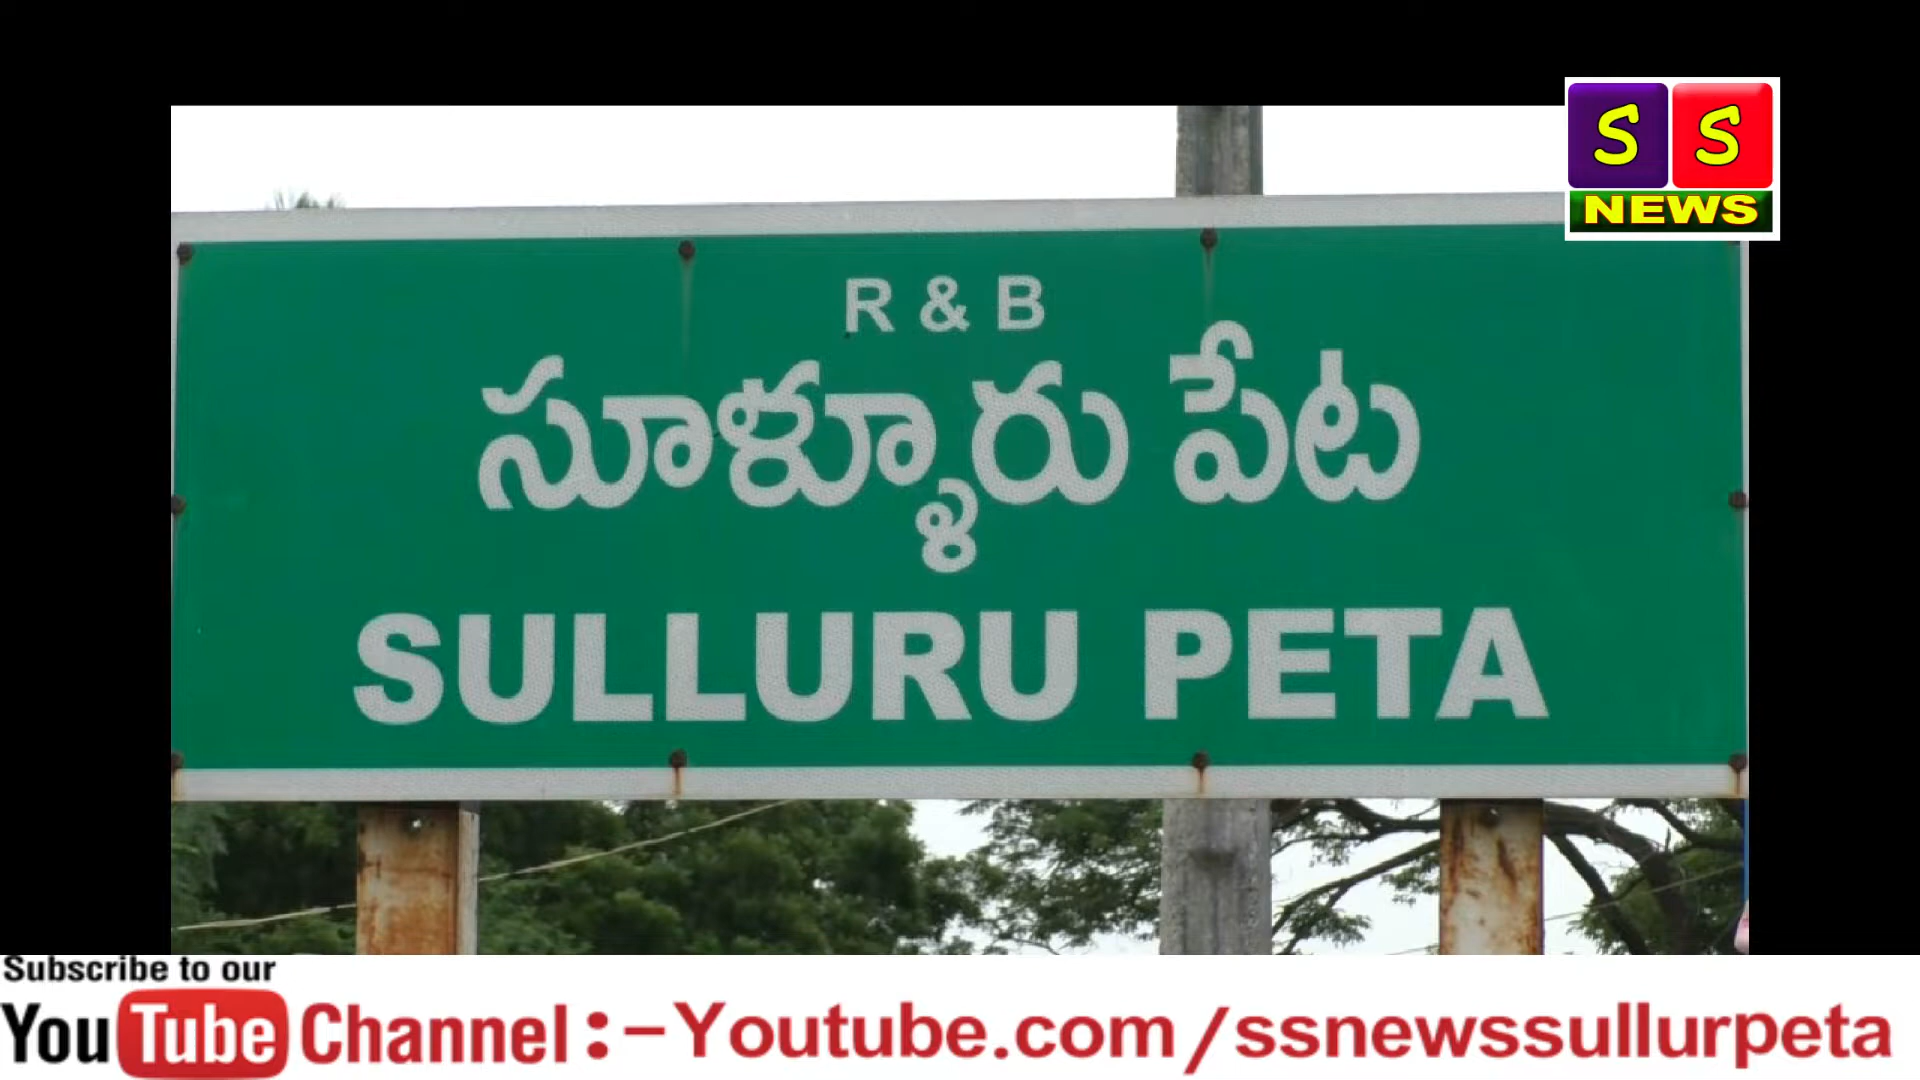 S S
NEWS
R & B
సూళ్ళూరు పేట
SULLURU PETA
Subscribe to our
YouTube Channel :-Youtube.com/ssnewssullurpeta